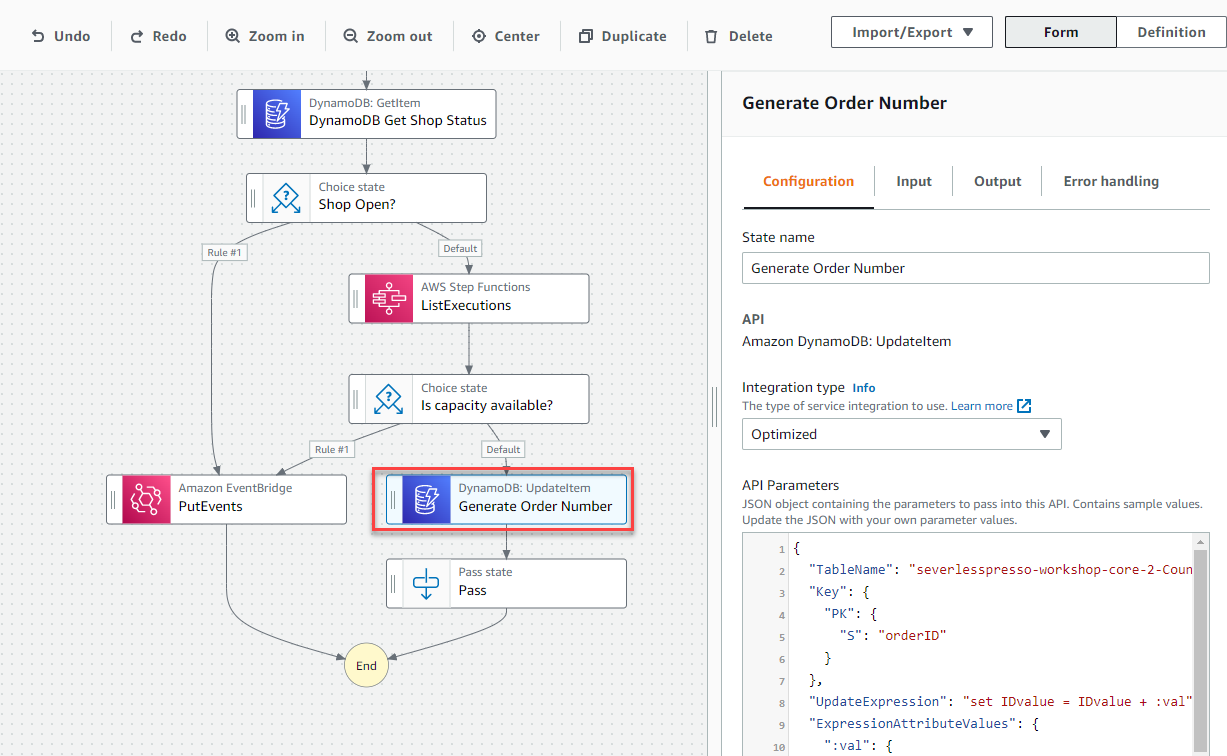 Undo
Redo
Zoom in
Zoom out
Center
Duplicate
Delete
Import/Export
Form
Definition
DynamoDB: GetItem
DynamoDB Get Shop Status
Choice state
Shop Open?
Rule #1
Default
AWS Step Functions
ListExecutions
Choice state
Is capacity available?
Rule #1
Default
Amazon EventBridge
PutEvents
DynamoDB: UpdateItem
Generate Order Number
Pass state
Pass
End
Generate Order Number
Configuration
Input
Output
Error handling
State name
Generate Order Number
API
Amazon DynamoDB: UpdateItem
Integration type Info
The type of service integration to use. Learn more
Optimized
API Parameters
JSON object containing the parameters to pass into this API. Contains sample values.
Update the JSON with your own parameter values.
1 {
2 "TableName": "severlesspresso-workshop-core-2-Coun
3 "Key": {
4 "PK": {
5 "S": "orderID"
6 }
7 },
8 "UpdateExpression": "set IDvalue = IDvalue + :val"
9 "ExpressionAttributeValues": {
10 ":val": {